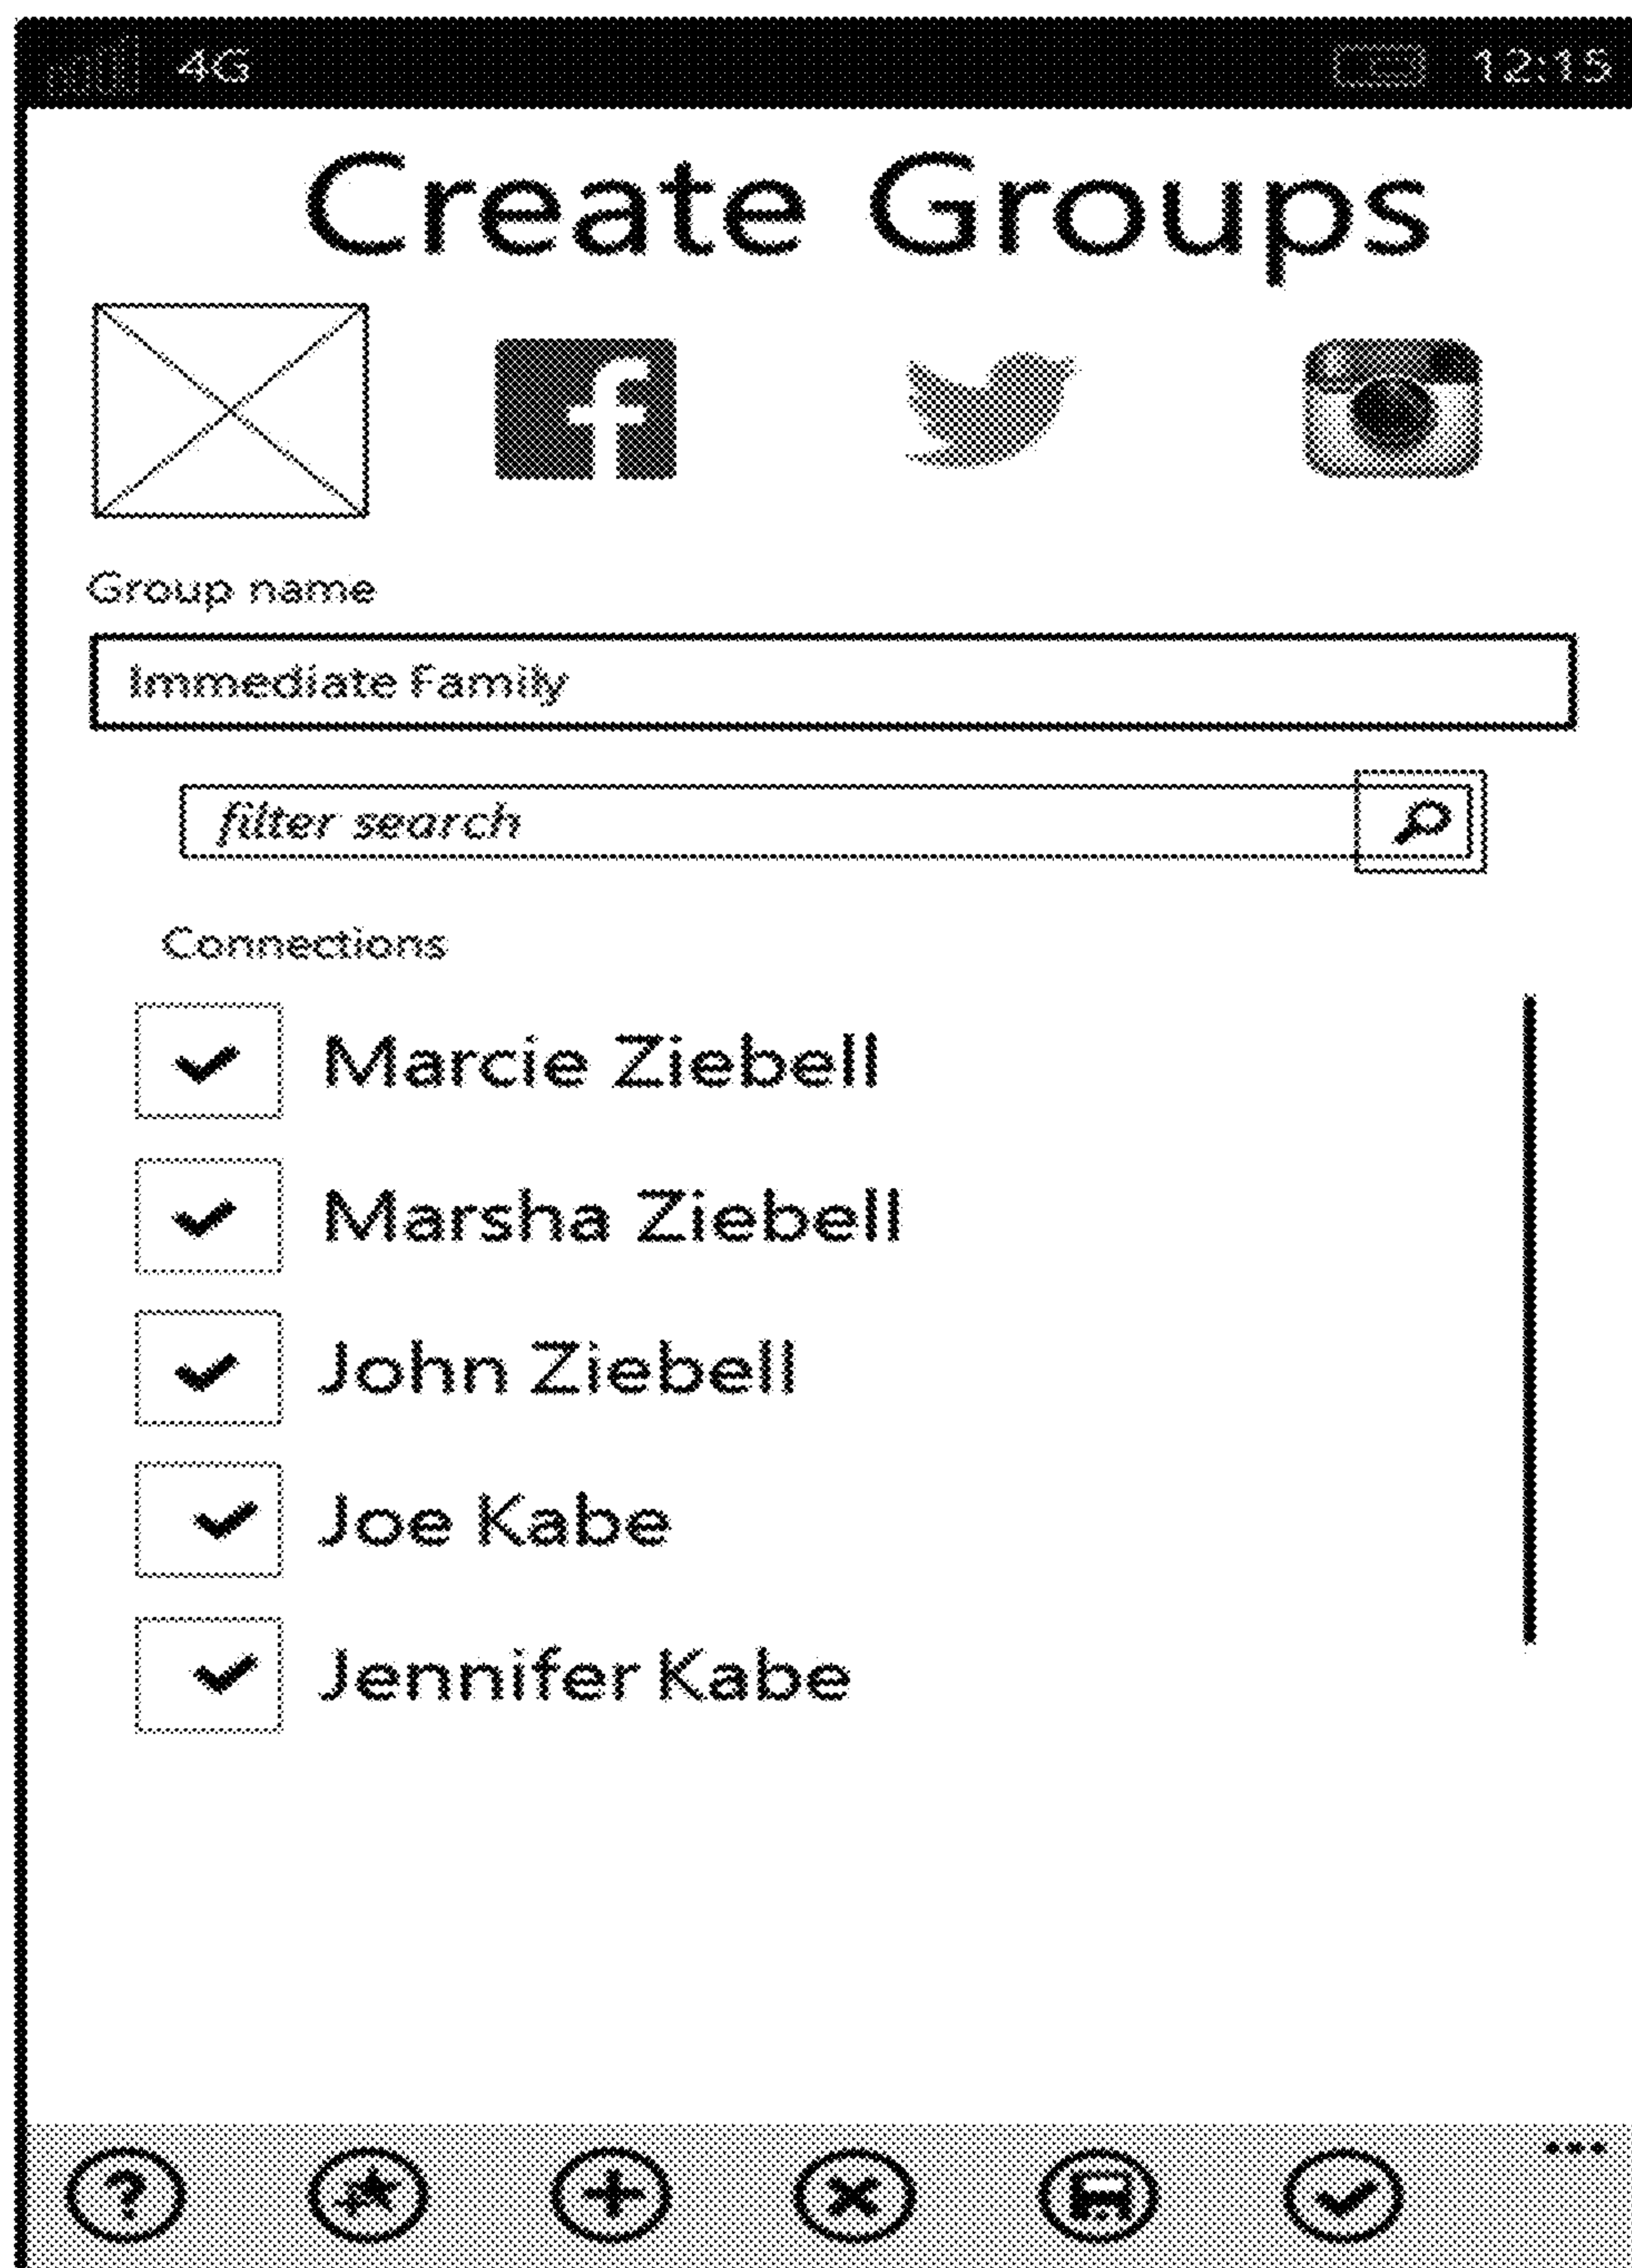 4G 12:15
Create Groups
Group name
Immediate Family
filter search
Connections
Marcie Ziebell
Marsha Ziebell
John Ziebell
Joe Kabe
Jennifer Kabe